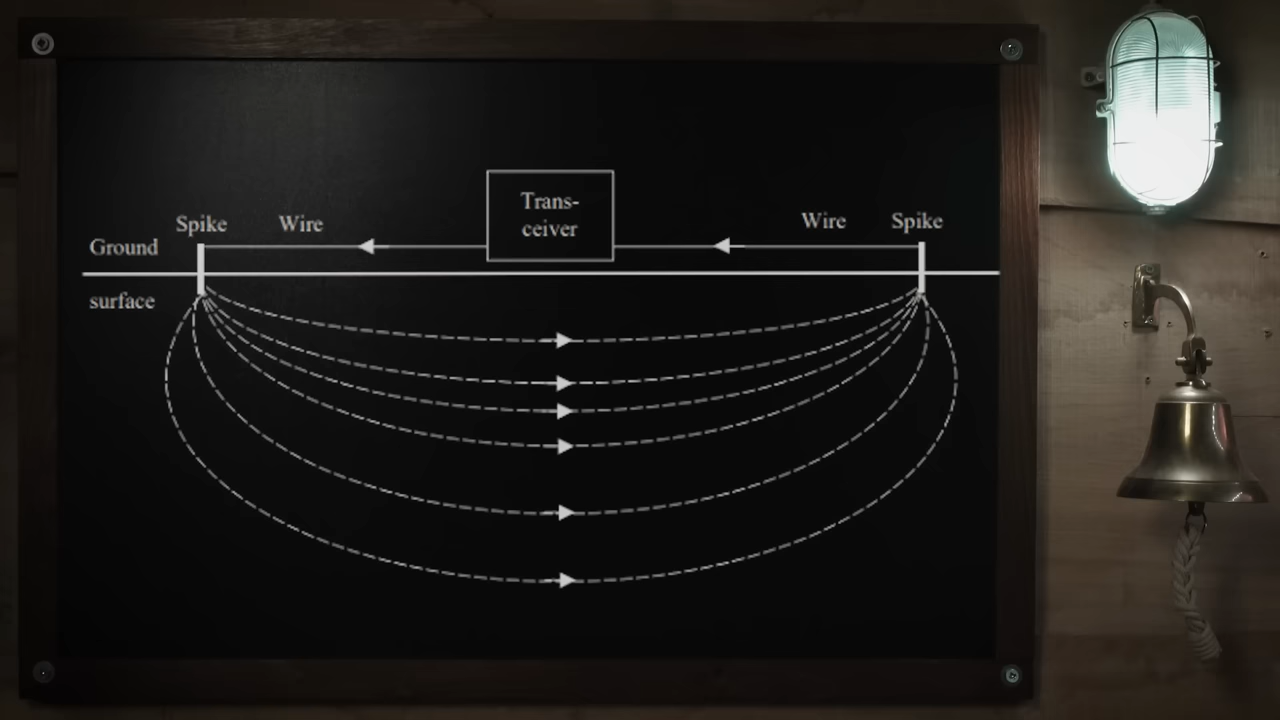 Trans-
ceiver
Spike
Wire
Wire
Spike
Ground
surface